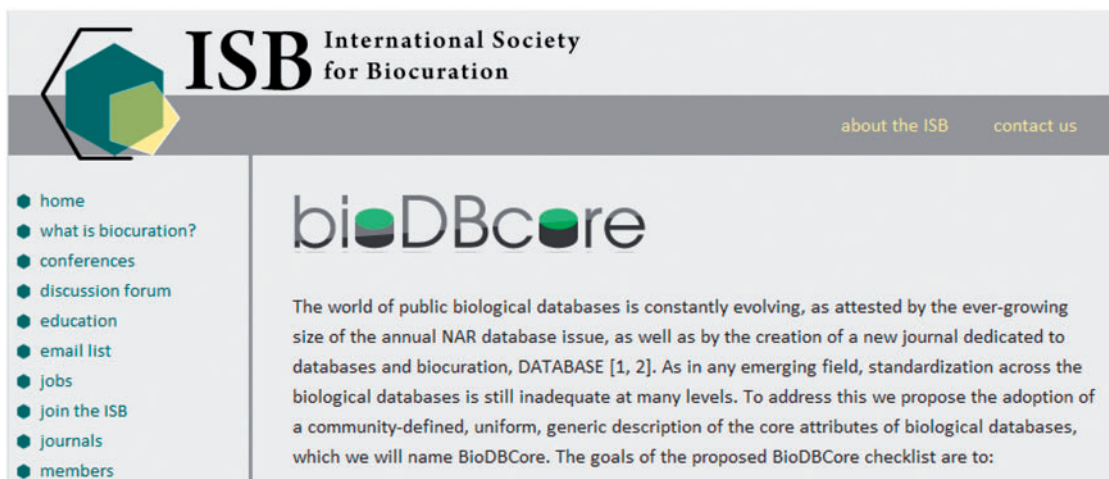 ISB International Society
for Biocuration
about the ISB contact us
home
what is biocuration?
conferences
discussion forum
education
email list
jobs
join the ISB
journals
members
bioDBcore
The world of public biological databases is constantly evolving, as attested by the ever-growing
size of the annual NAR database issue, as well as by the creation of a new journal dedicated to
databases and biocuration, DATABASE [1, 2]. As in any emerging field, standardization across the
biological databases is still inadequate at many levels. To address this we propose the adoption of
a community-defined, uniform, generic description of the core attributes of biological databases,
which we will name BioDBCore. The goals of the proposed BioDBCore checklist are to: